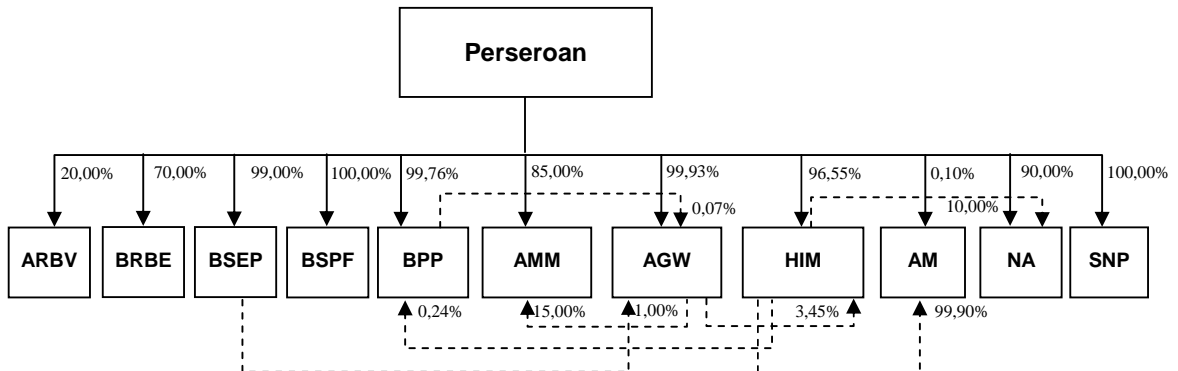 Perseroan
20,00% 70,00% 99,00% 100,00% 99,76% 85,00% 99,93% 96,55% 0,10% 90,00% 100,00%
0,07% 10,00%
ARBV BRBE BSEP BSPF BPP AMM AGW HIM AM NA SNP
0,24% 15,00% 1,00% 3,45% 99,90%